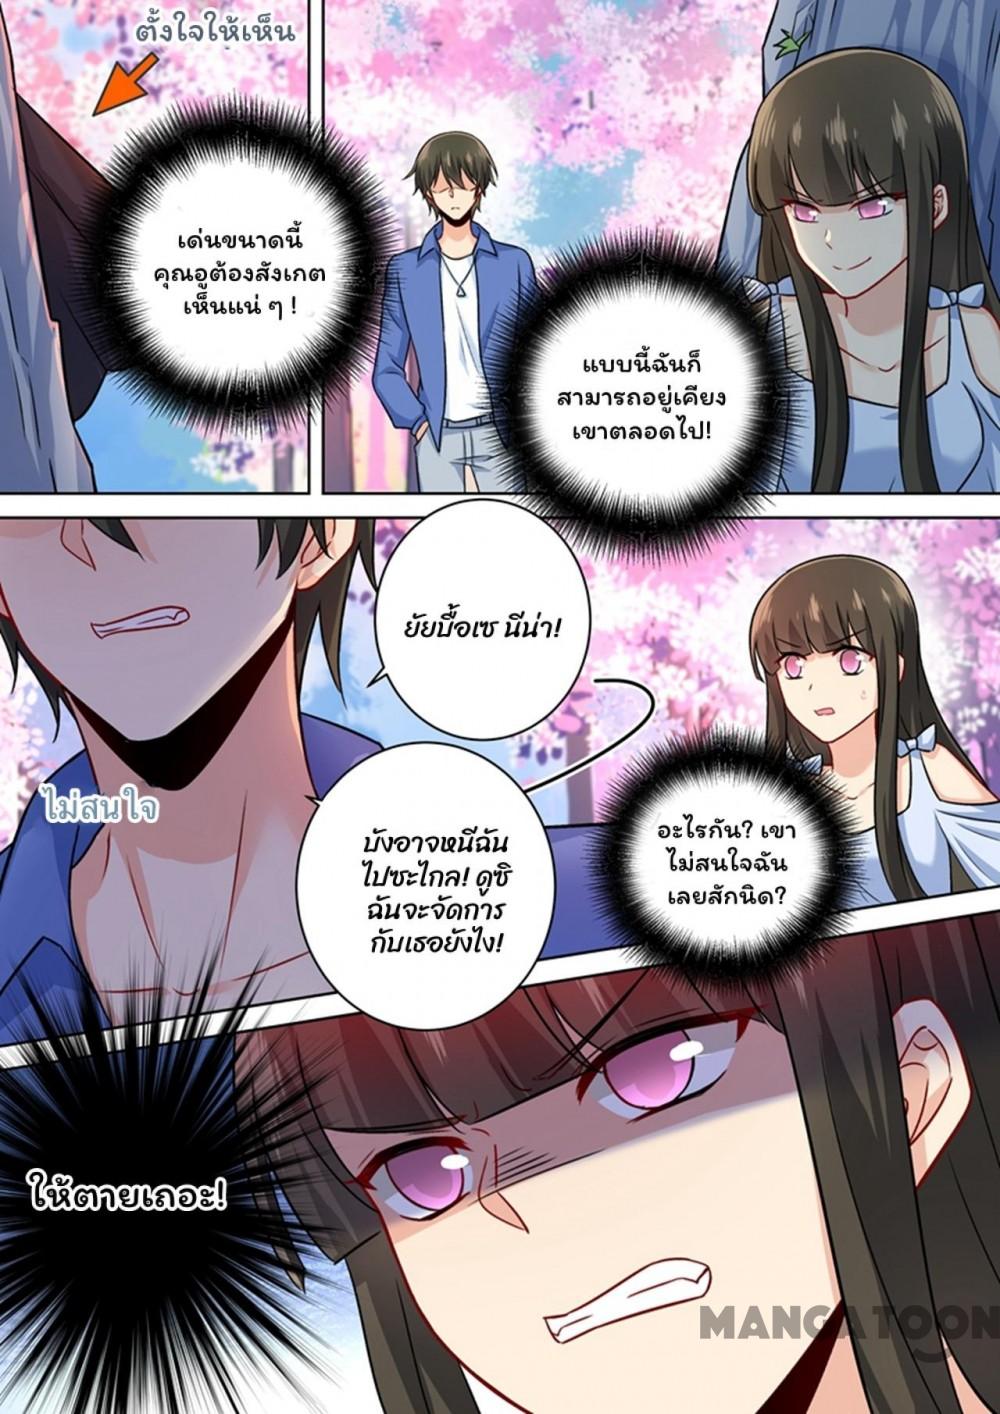 ตั้งใจให้เห็น
เด่นขนาดนี้
คุณอูต้องสังเกต
เห็นแน่ ๆ !
แบบนี้ฉันก็
สามารถอยู่เคียง
เขาตลอดไป!
ยัยบื้อเซ นีน่า!
ไม่สนใจ
บังอาจหนีฉัน
ไปซะไกล! ดูซิ
ฉันจะจัดการ
กับเธอยังไง!
อะไรกัน? เขา
ไม่สนใจฉัน
เลยสักนิด?
ให้ตายเถอะ!
MANGATOON